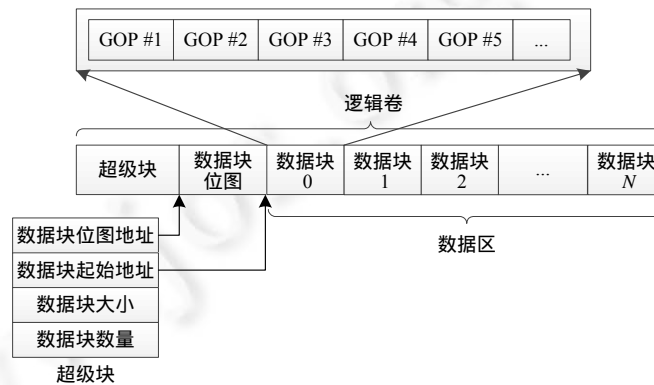 GOP #1 GOP #2 GOP #3 GOP #4 GOP #5 ...
逻辑卷
超级块 数据块位图 数据块0 数据块1 数据块2 ... 数据块N
数据块位图地址
数据块起始地址
数据块大小
数据块数量
超级块
数据区